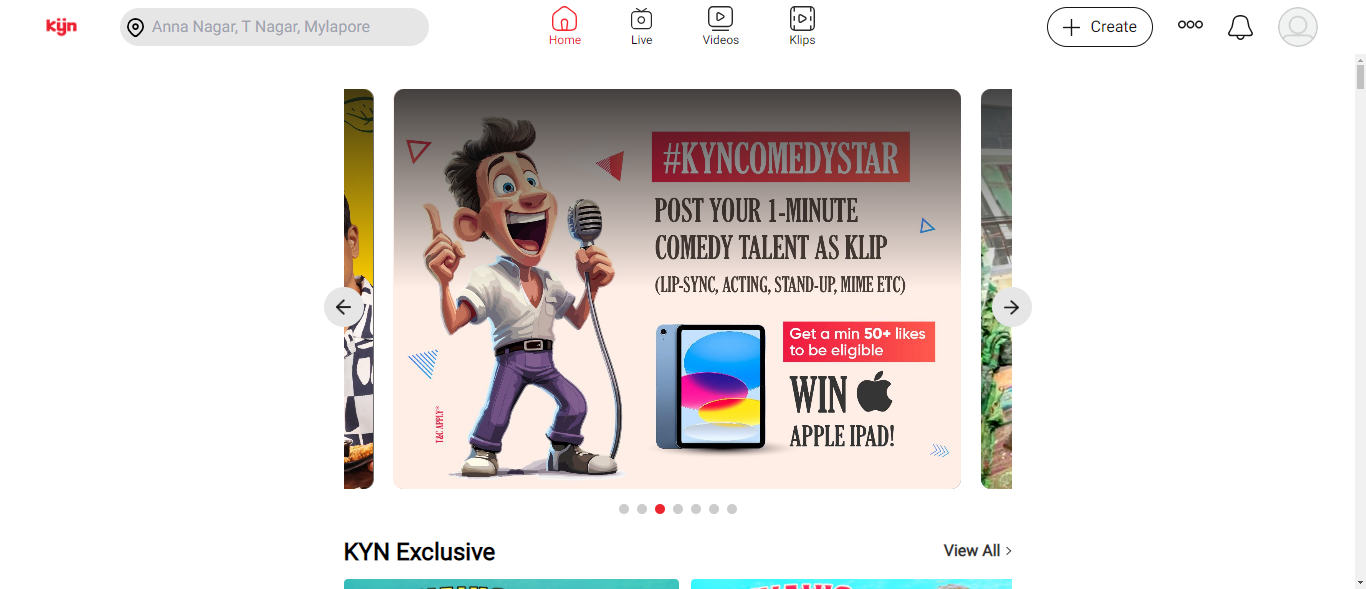 kyn
Anna Nagar, T Nagar, Mylapore
Home
Live
Videos
Klips
Create
#KYNCOMEDYSTAR
POST YOUR 1-MINUTE
COMEDY TALENT AS KLIP
(LIP-SYNC, ACTING, STAND-UP, MIME ETC)
Get a min 50+ likes
to be eligible
WIN
APPLE IPAD!
T&C APPLY*
KYN Exclusive
View All